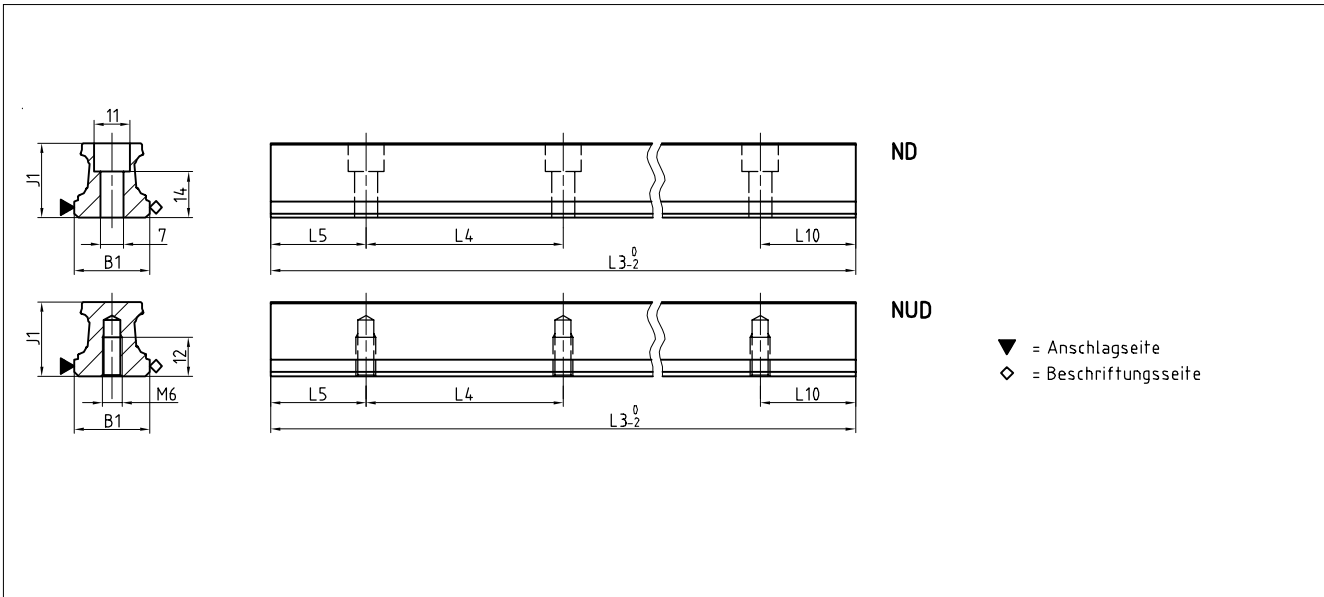 11
J1
14
7
B1
L5
L4
L10
L3 0 -2
ND
J1
12
M6
B1
L5
L4
L10
L3 0 -2
NUD
▼ = Anschlagseite
◇ = Beschriftungsseite